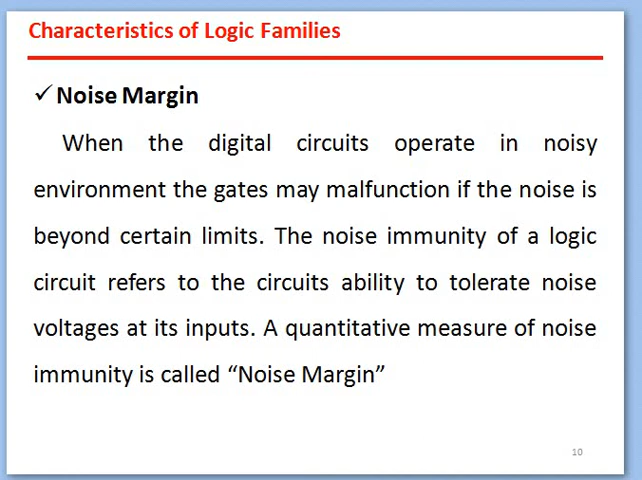 Characteristics of Logic Families
✓ Noise Margin
When the digital circuits operate in noisy
environment the gates may malfunction if the noise is
beyond certain limits. The noise immunity of a logic
circuit refers to the circuits ability to tolerate noise
voltages at its inputs. A quantitative measure of noise
immunity is called “Noise Margin”
10